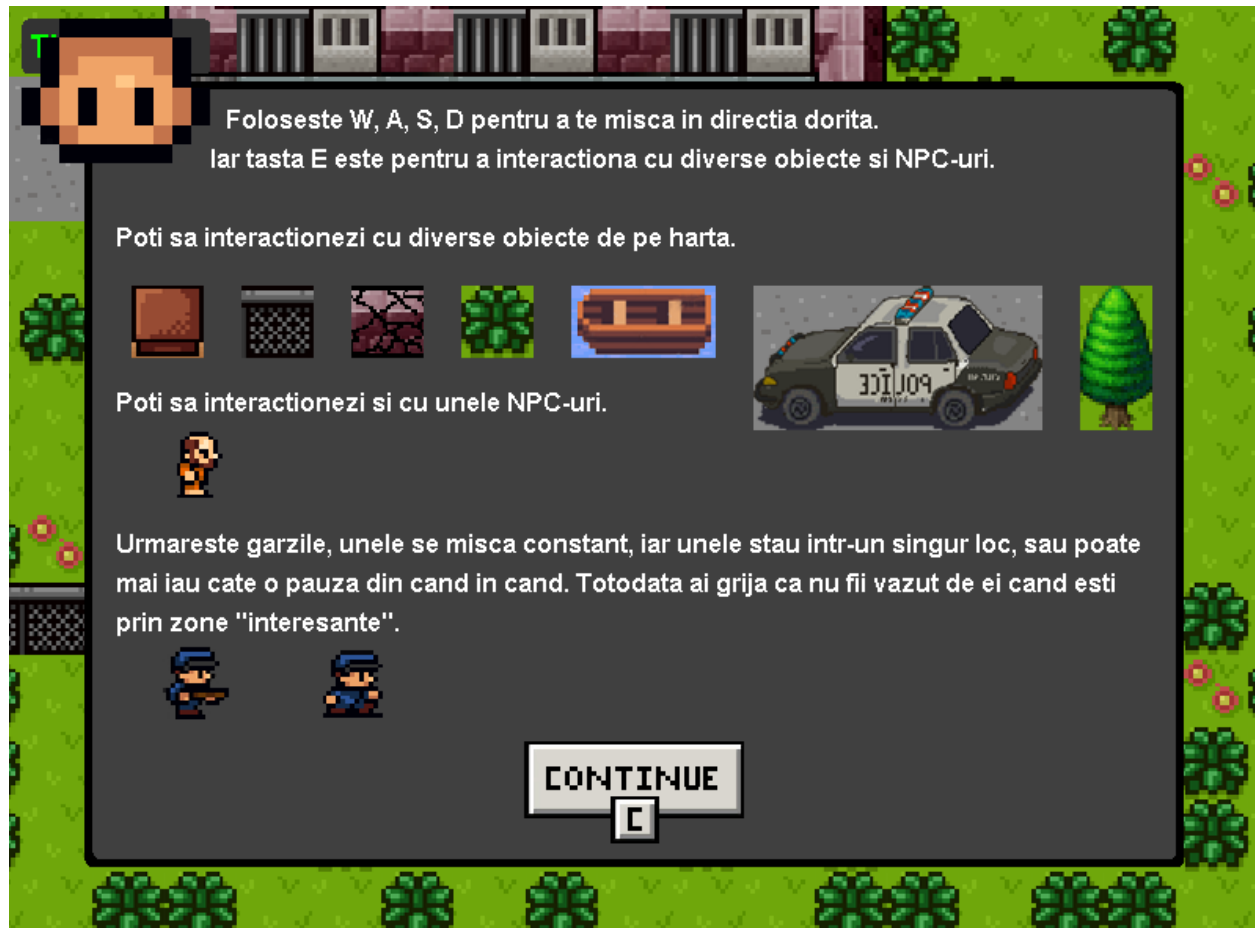 Foloseste W, A, S, D pentru a te misca in directia dorita.
Iar tasta E este pentru a interactiona cu diverse obiecte si NPC-uri.
Poti sa interactionezi cu diverse obiecte de pe harta.
POLICE
Poti sa interactionezi si cu unele NPC-uri.
Urmareste garzile, unele se misca constant, iar unele stau intr-un singur loc, sau poate
mai iau cate o pauza din cand in cand. Totodata ai grija ca nu fii vazut de ei cand esti
prin zone "interesante".
CONTINUE
C